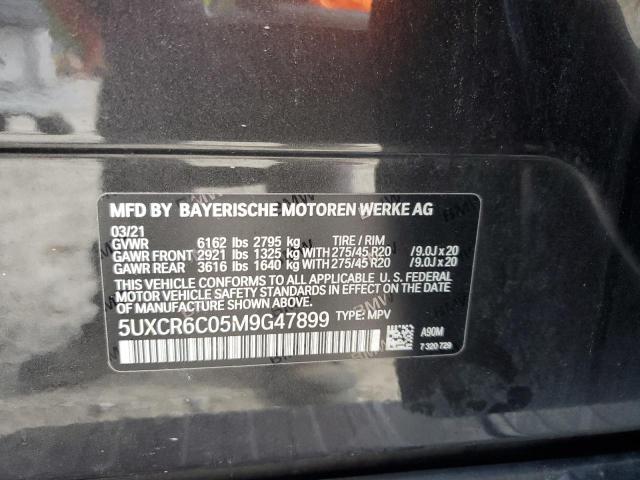 MFD BY BAYERISCHE MOTOREN WERKE AG
03/21
GVWR 6162 lbs 2795 kg TIRE / RIM
GAWR FRONT 2921 lbs 1325 kg WITH 275/45 R20 /9.0J x 20
GAWR REAR 3616 lbs 1640 kg WITH 275/45 R20 /9.0J x 20
THIS VEHICLE CONFORMS TO ALL APPLICABLE U. S. FEDERAL
MOTOR VEHICLE SAFETY STANDARDS IN EFFECT ON THE DATE
OF MANUFACTURE SHOWN ABOVE.
5UXCR6C05M9G47899 TYPE: MPV
A90M
7 320 729